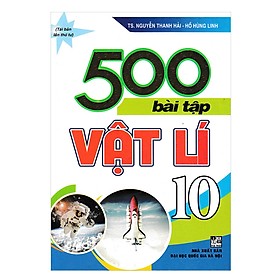 TS. NGUYỄN THANH HẢI - HỒ HÙNG LINH
(Tái bản
lần thứ tư)
500
bài tập
VẬT LÍ
10
NHÀ XUẤT BẢN
ĐẠI HỌC QUỐC GIA HÀ NỘI